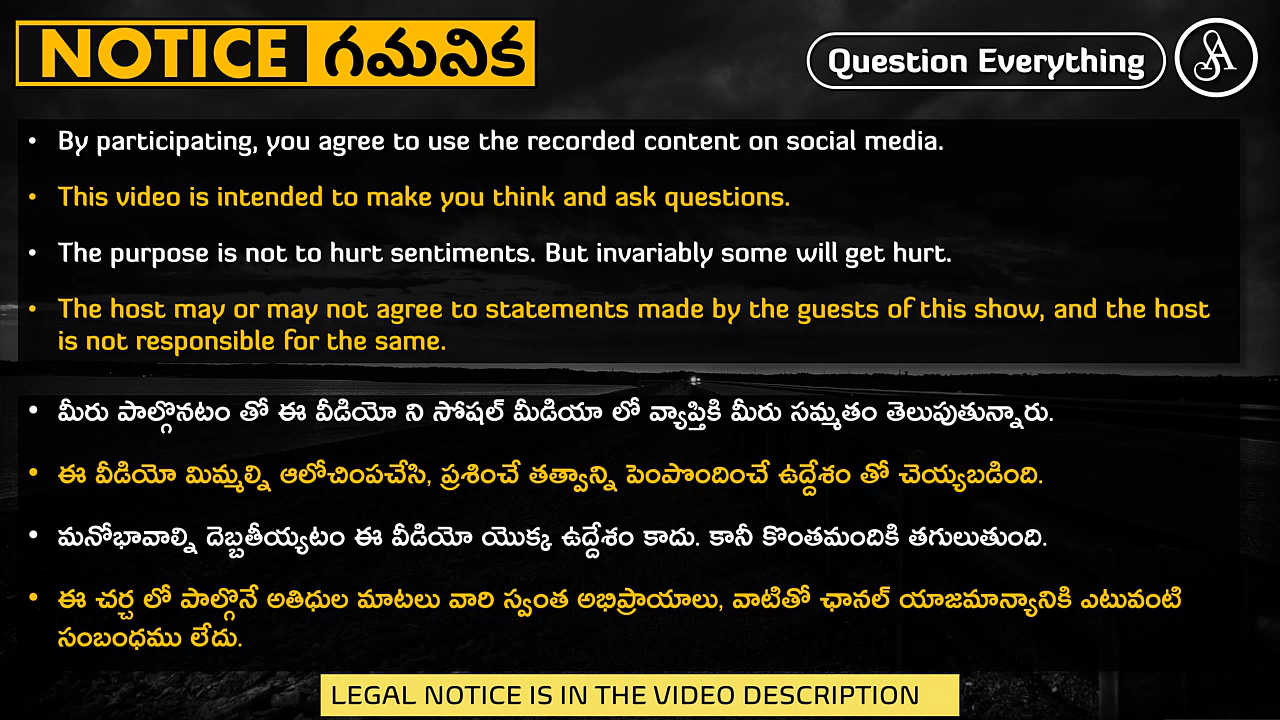 NOTICE గమనిక
Question Everything
• By participating, you agree to use the recorded content on social media.
• This video is intended to make you think and ask questions.
• The purpose is not to hurt sentiments. But invariably some will get hurt.
• The host may or may not agree to statements made by the guests of this show, and the host
is not responsible for the same.
• మీరు పాల్గొనటం తో ఈ వీడియో ని సోషల్ మీడియా లో వ్యాప్తికి మీరు సమ్మతం తెలుపుతున్నారు.
• ఈ వీడియో మిమ్మల్ని ఆలోచింపచేసి, ప్రశించే తత్వాన్ని పెంపొందించే ఉద్దేశం తో చెయ్యబడింది.
• మనోభావాల్ని దెబ్బతీయ్యటం ఈ వీడియో యొక్క ఉద్దేశం కాదు. కానీ కొంతమందికి తగులుతుంది.
• ఈ చర్చ లో పాల్గొనే అతిధుల మాటలు వారి స్వంత అభిప్రాయాలు, వాటితో ఛానల్ యాజమాన్యానికి ఎటువంటి
సంబంధము లేదు.
LEGAL NOTICE IS IN THE VIDEO DESCRIPTION